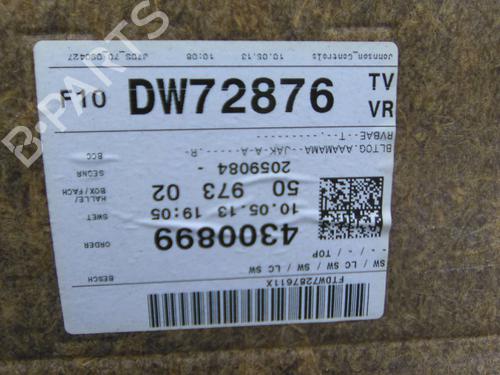 Johnson_Controls 10.05.13 10:08
F10 DW72876 TV
VR
RVBAE--T--
BLTOG.AAAMAMA---JAK-A-A----.R-
BCC
2059084 -
SEQNR
50 973 02
HALLE/ BOX/FACH
10.05.13 19:05
SWET
4300899
ORDER
- / - / TOP /
SW / LC SW / LC SW / SW
BESCH
FTDW7287611X
B-PARTS